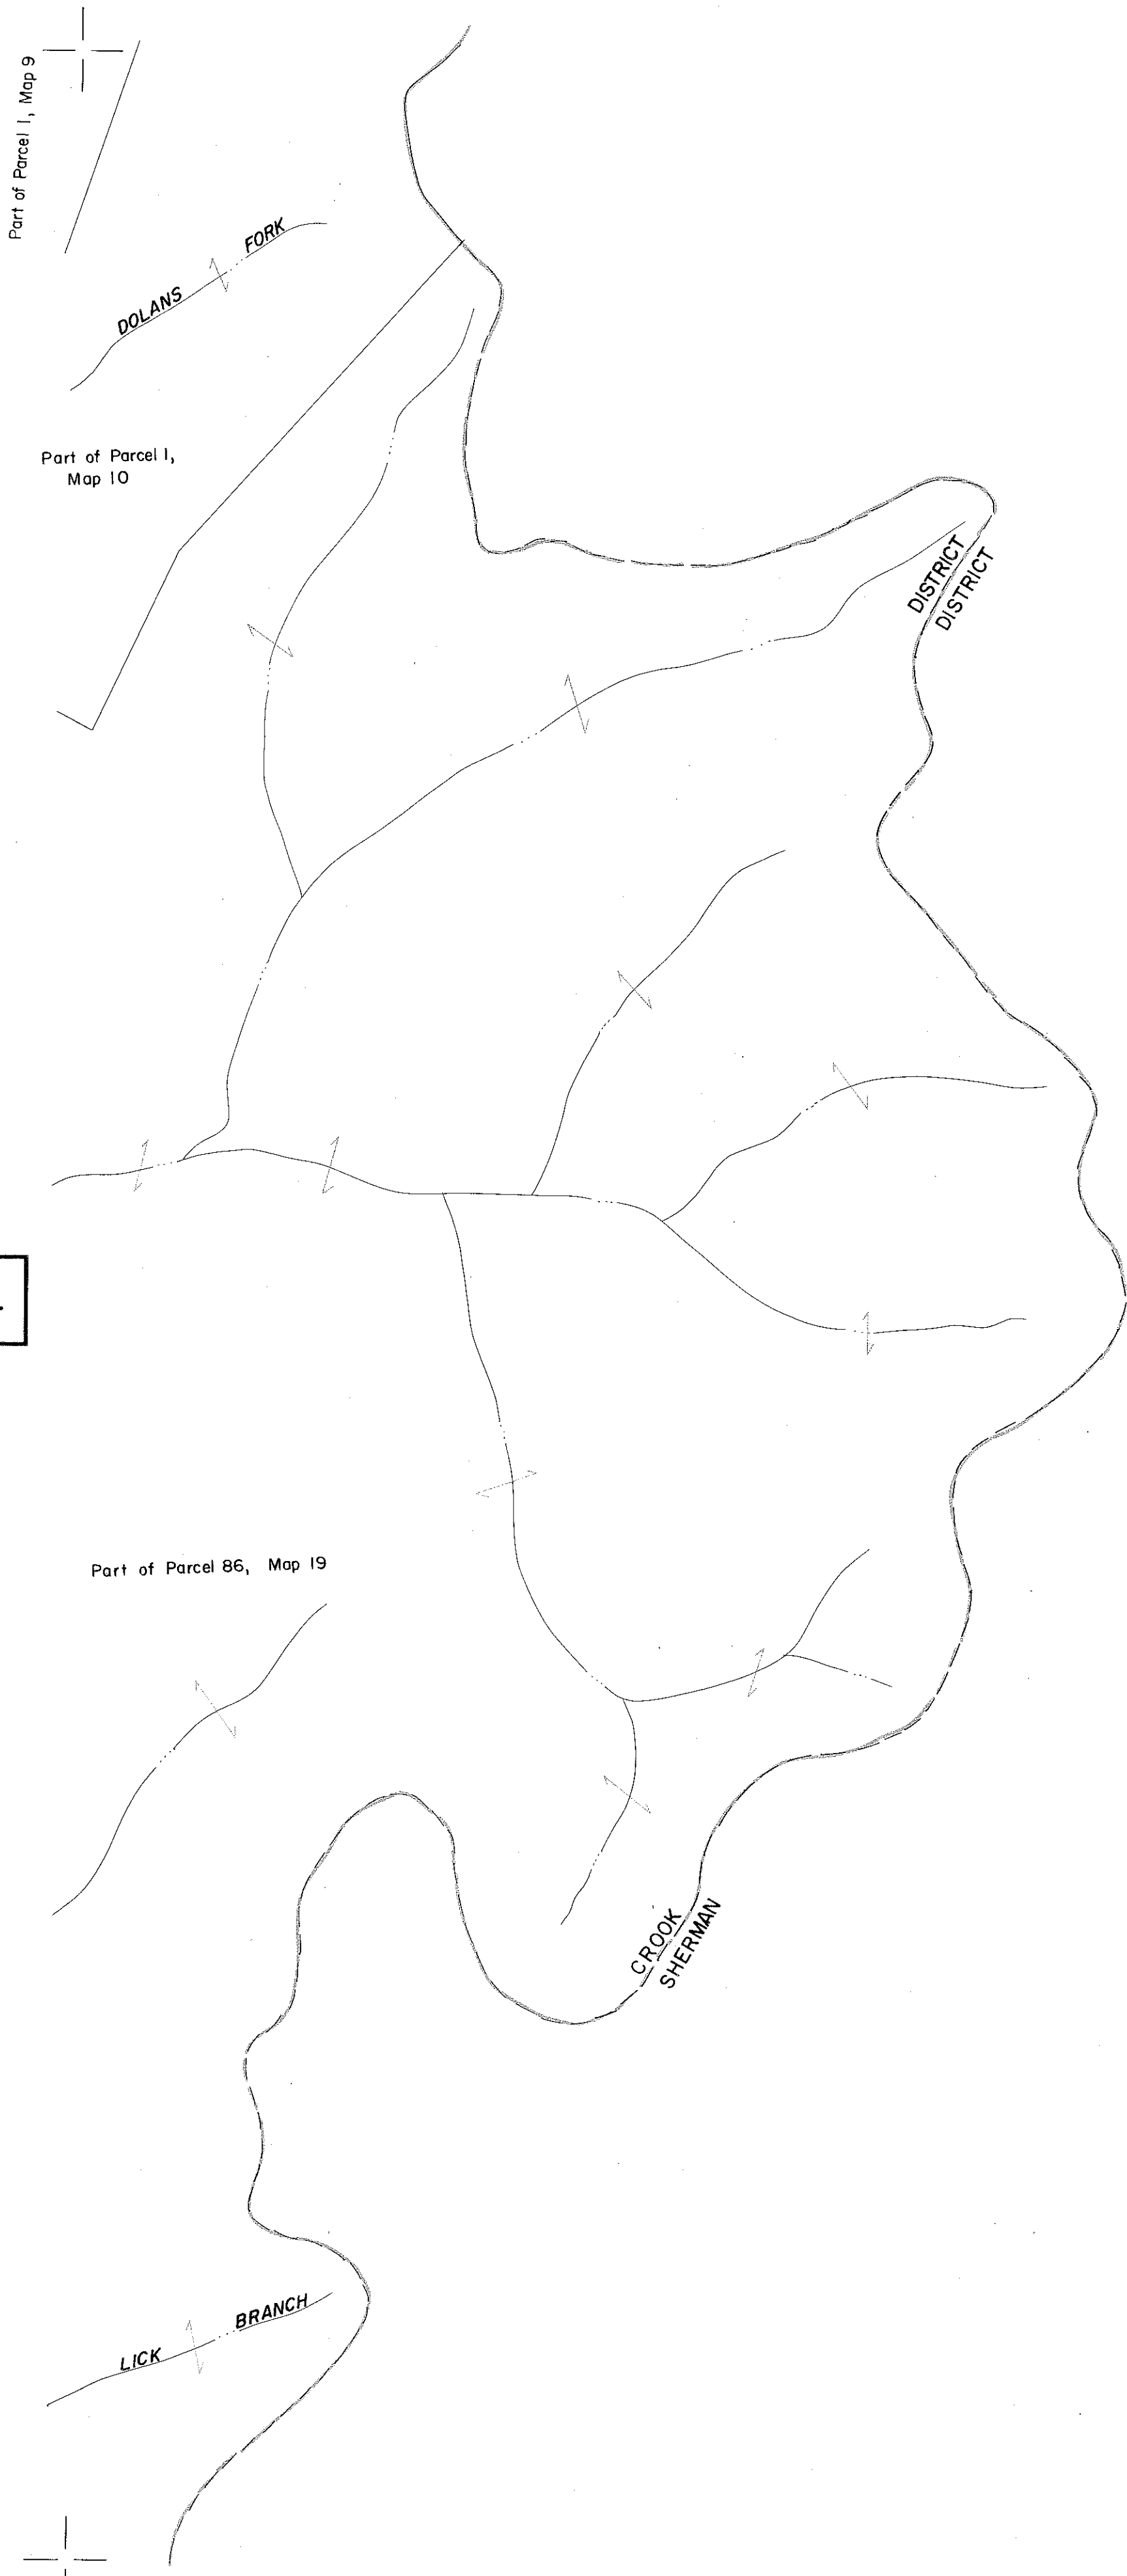 Part of Parcel 1, Map 9
DOLANS FORK
Part of Parcel 1,
Map 10
DISTRICT
DISTRICT
Part of Parcel 86, Map 19
CROOK
SHERMAN
LICK BRANCH